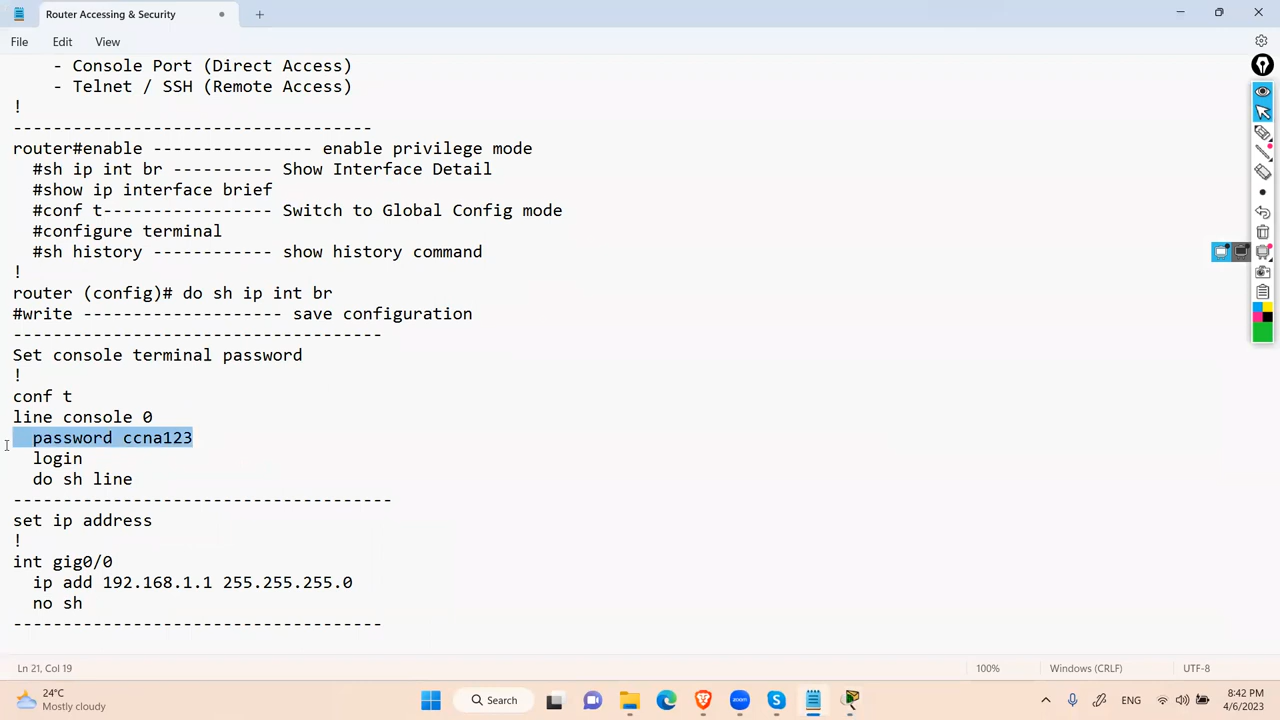 Router Accessing & Security
File Edit View
- Console Port (Direct Access)
- Telnet / SSH (Remote Access)
!
------------------------------------
router#enable ---------------- enable privilege mode
#sh ip int br ---------- Show Interface Detail
#show ip interface brief
#conf t----------------- Switch to Global Config mode
#configure terminal
#sh history ------------ show history command
!
router (config)# do sh ip int br
#write -------------------- save configuration
-------------------------------------
Set console terminal password
!
conf t
line console 0
password ccna123
login
do sh line
--------------------------------------
set ip address
!
int gig0/0
ip add 192.168.1.1 255.255.255.0
no sh
-------------------------------------
Ln 21, Col 19
100%
Windows (CRLF)
UTF-8
24°C
Mostly cloudy
Search
zoom
ENG
8:42 PM
4/6/2023